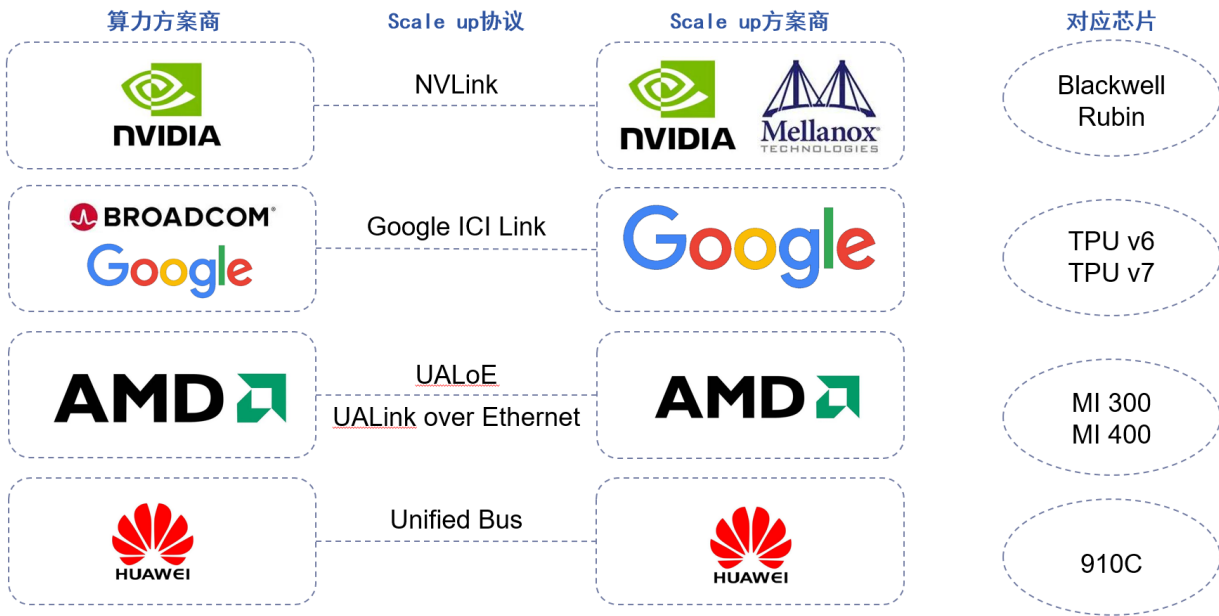 算力方案商
Scale up协议
Scale up方案商
对应芯片
NVIDIA
NVLink
NVIDIA
Mellanox
TECHNOLOGIES
Blackwell
Rubin
BROADCOM
Google
Google ICI Link
Google
TPU v6
TPU v7
AMD
UALoE
UALink over Ethernet
AMD
MI 300
MI 400
HUAWEI
Unified Bus
HUAWEI
910C